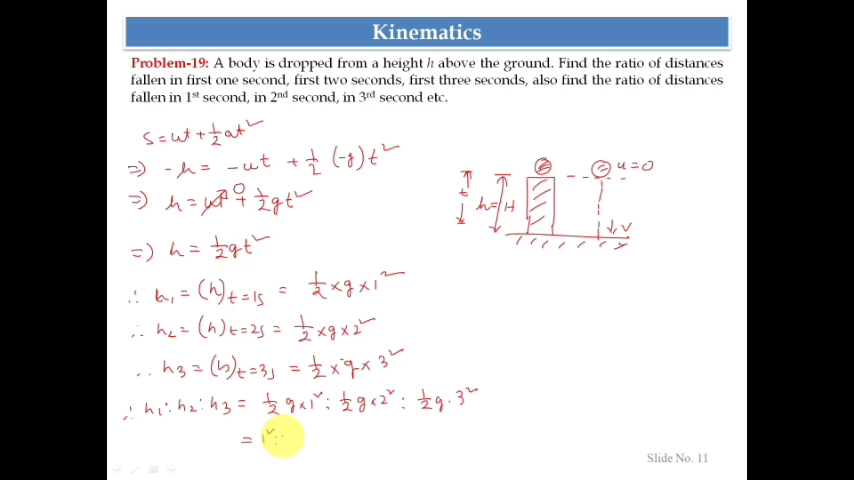 Kinematics
Problem-19: A body is dropped from a height h above the ground. Find the ratio of distances
fallen in first one second, first two seconds, first three seconds, also find the ratio of distances
fallen in 1st second, in 2nd second, in 3rd second etc.
s = ut + ½at²
⇒ -h = -ut + ½ (-g) t²
⇒ h = ut 0 + ½gt²
⇒ h = ½gt²
∴ h₁ = (h)t=1s = ½ × g × 1²
∴ h₂ = (h)t=2s = ½ × g × 2²
∴ h₃ = (h)t=3s = ½ × g × 3²
∴ h₁ : h₂ : h₃ = ½ g × 1² : ½ g × 2² : ½ g · 3²
= 1² :
u = 0
t h = H
v
Slide No. 11